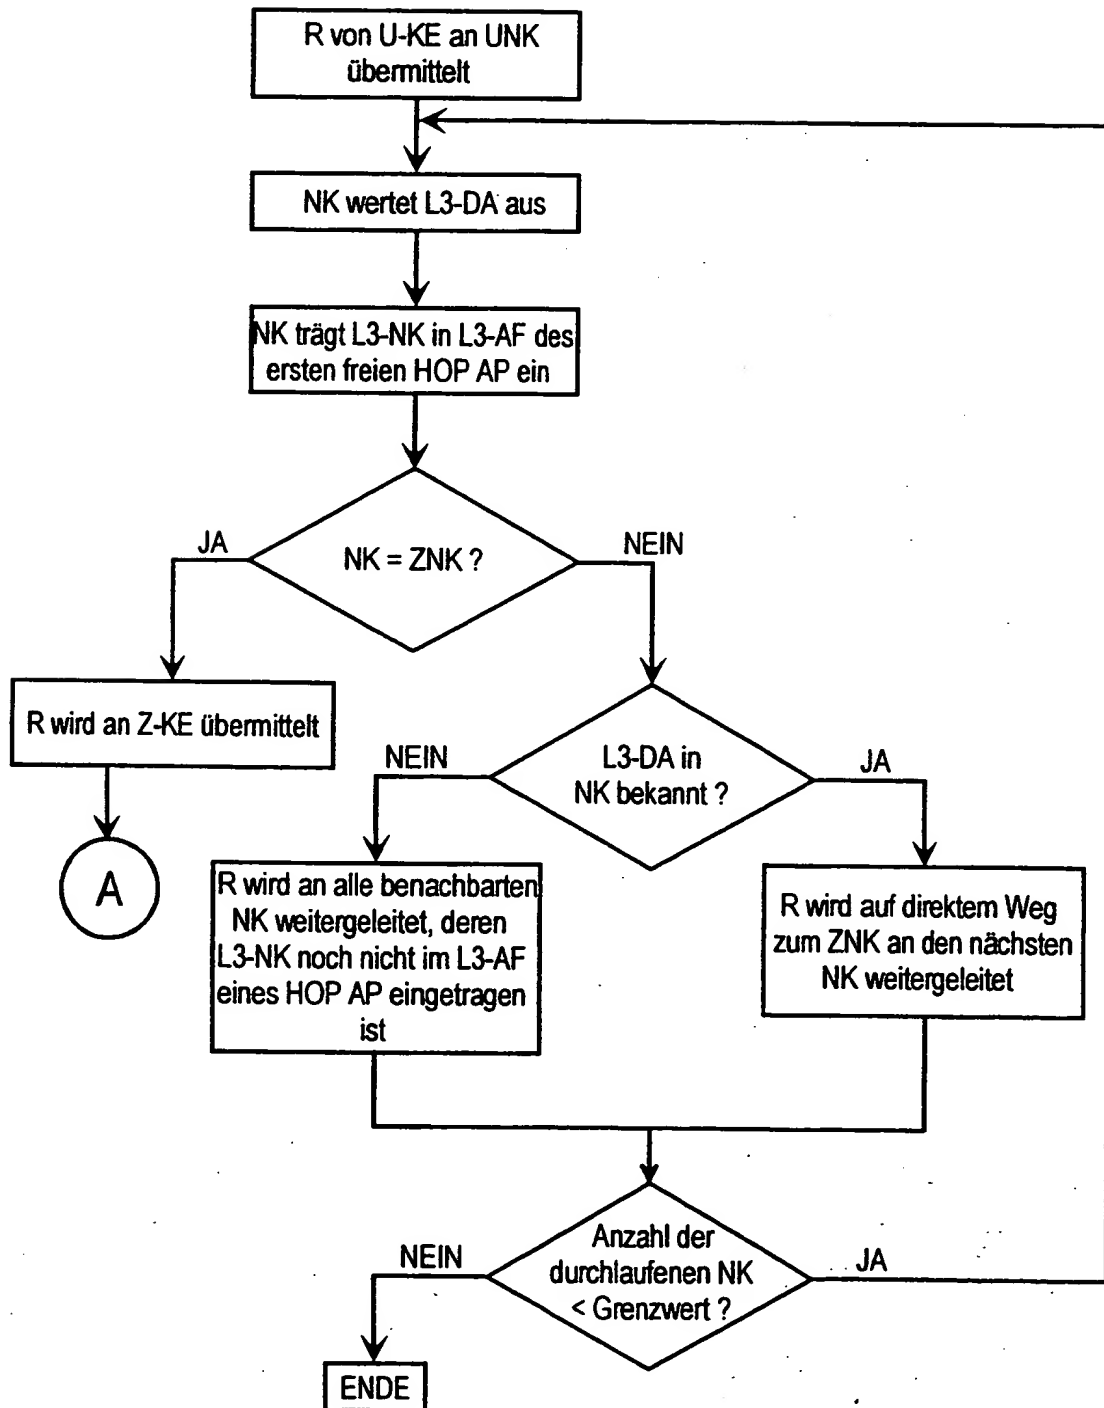 R von U-KE an UNK
übermittelt
NK wertet L3-DA aus
NK trägt L3-NK in L3-AF des
ersten freien HOP AP ein
JA
NK = ZNK ?
NEIN
R wird an Z-KE übermittelt
NEIN
L3-DA in
NK bekannt ?
JA
A
R wird an alle benachbarten
NK weitergeleitet, deren
L3-NK noch nicht im L3-AF
eines HOP AP eingetragen
ist
R wird auf direktem Weg
zum ZNK an den nächsten
NK weitergeleitet
NEIN
Anzahl der
durchlaufenen NK
< Grenzwert ?
JA
ENDE